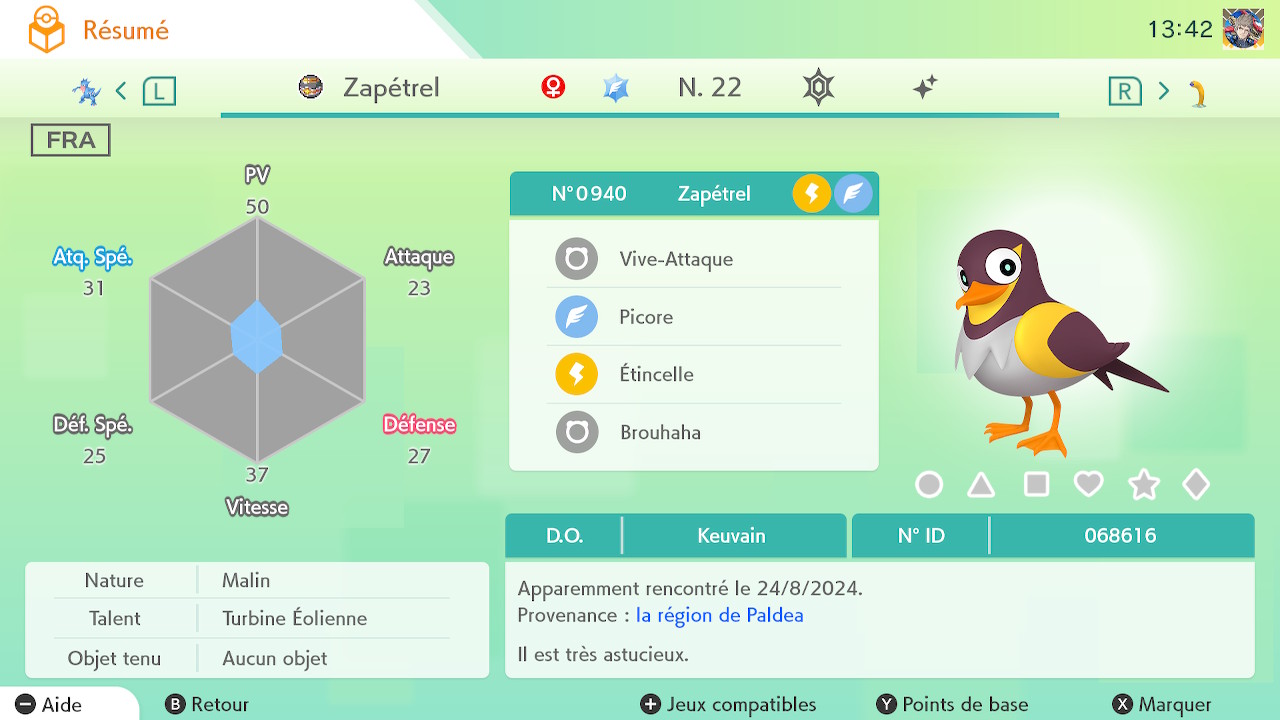 Résumé
13:42
L
Zapétrel
N. 22
R
FRA
PV
50
Atq. Spé.
31
Attaque
23
Déf. Spé.
25
Défense
27
37
Vitesse
N°0940 Zapétrel
Vive-Attaque
Picore
Étincelle
Brouhaha
D.O. Keuvain
N° ID 068616
Nature Malin
Talent Turbine Éolienne
Objet tenu Aucun objet
Apparemment rencontré le 24/8/2024.
Provenance : la région de Paldea
Il est très astucieux.
Aide
B Retour
Jeux compatibles
Y Points de base
X Marquer